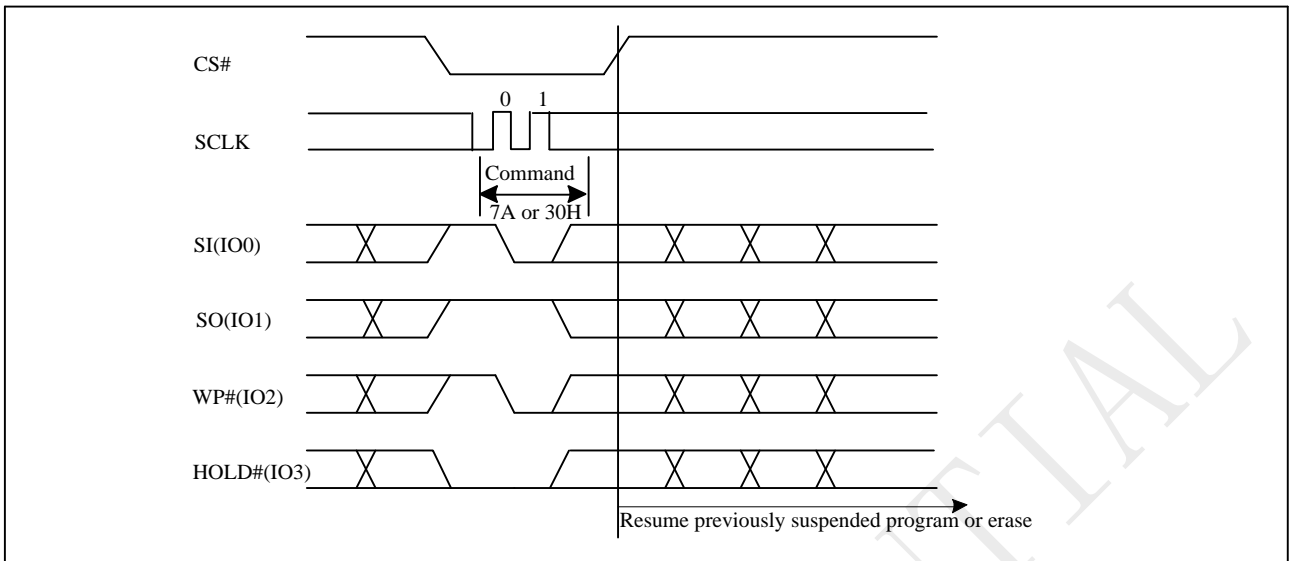 CS#
0 1
SCLK
Command
7A or 30H
SI(IO0)
SO(IO1)
WP#(IO2)
HOLD#(IO3)
Resume previously suspended program or erase
NTIAL